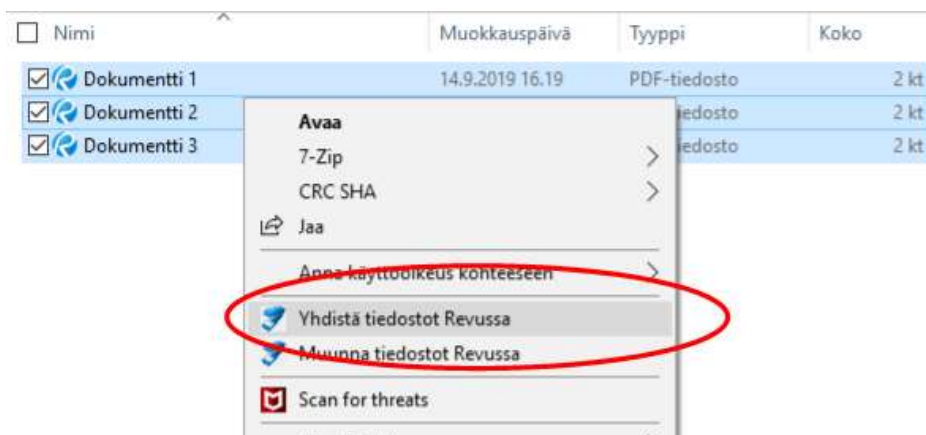 Nimi Muokkauspäivä Tyyppi Koko
Dokumentti 1 14.9.2019 16.19 PDF-tiedosto 2 kt
Dokumentti 2 iedosto 2 kt
Dokumentti 3 iedosto 2 kt
Avaa
7-Zip
CRC SHA
Jaa
Anna käyttöoikeus kohteeseen
Yhdistä tiedostot Revussa
Muunna tiedostot Revussa
Scan for threats